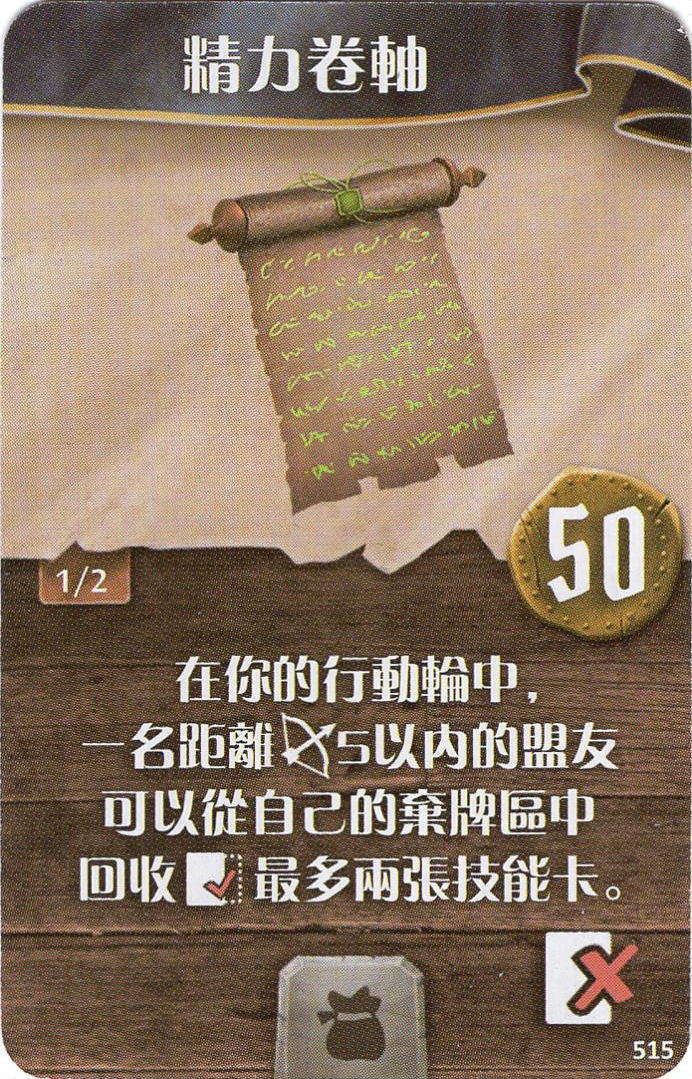 精力卷軸
50
1/2
在你的行動輪中，
一名距離5以內的盟友
可以從自己的棄牌區中
回收最多兩張技能卡。
515